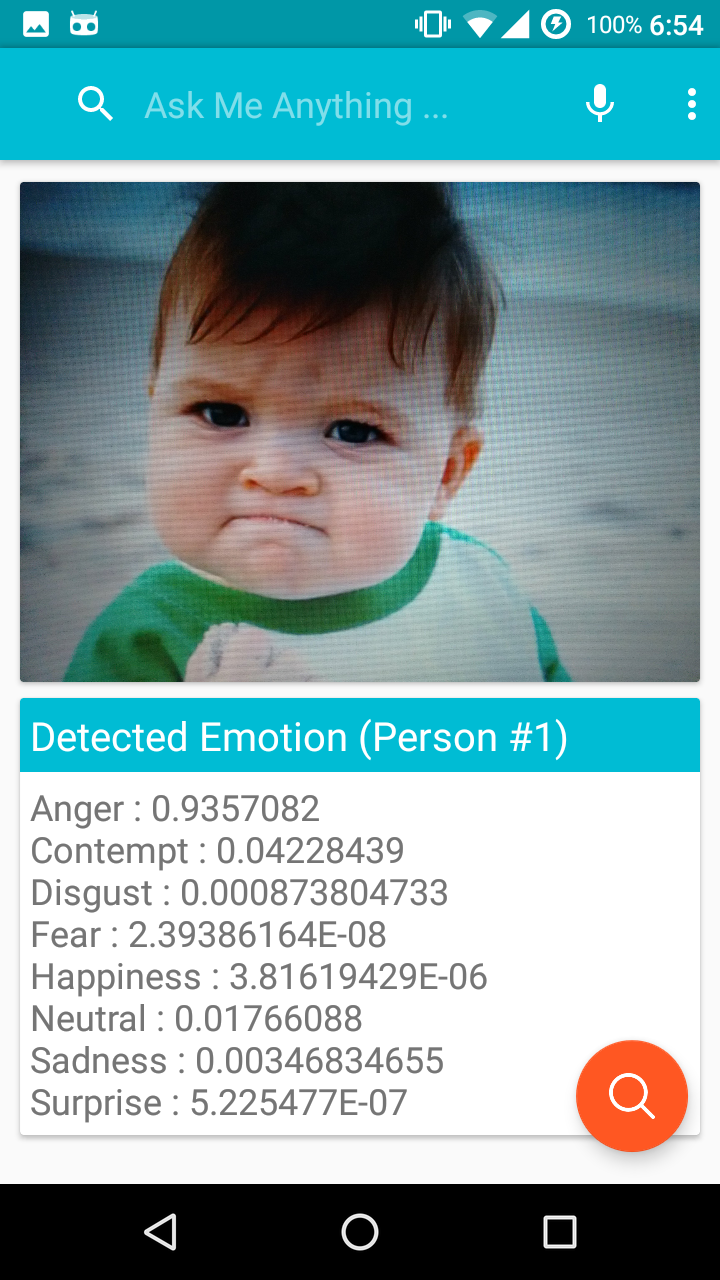 100% 6:54
Ask Me Anything ...
Detected Emotion (Person #1)
Anger : 0.9357082
Contempt : 0.04228439
Disgust : 0.000873804733
Fear : 2.39386164E-08
Happiness : 3.81619429E-06
Neutral : 0.01766088
Sadness : 0.00346834655
Surprise : 5.225477E-07